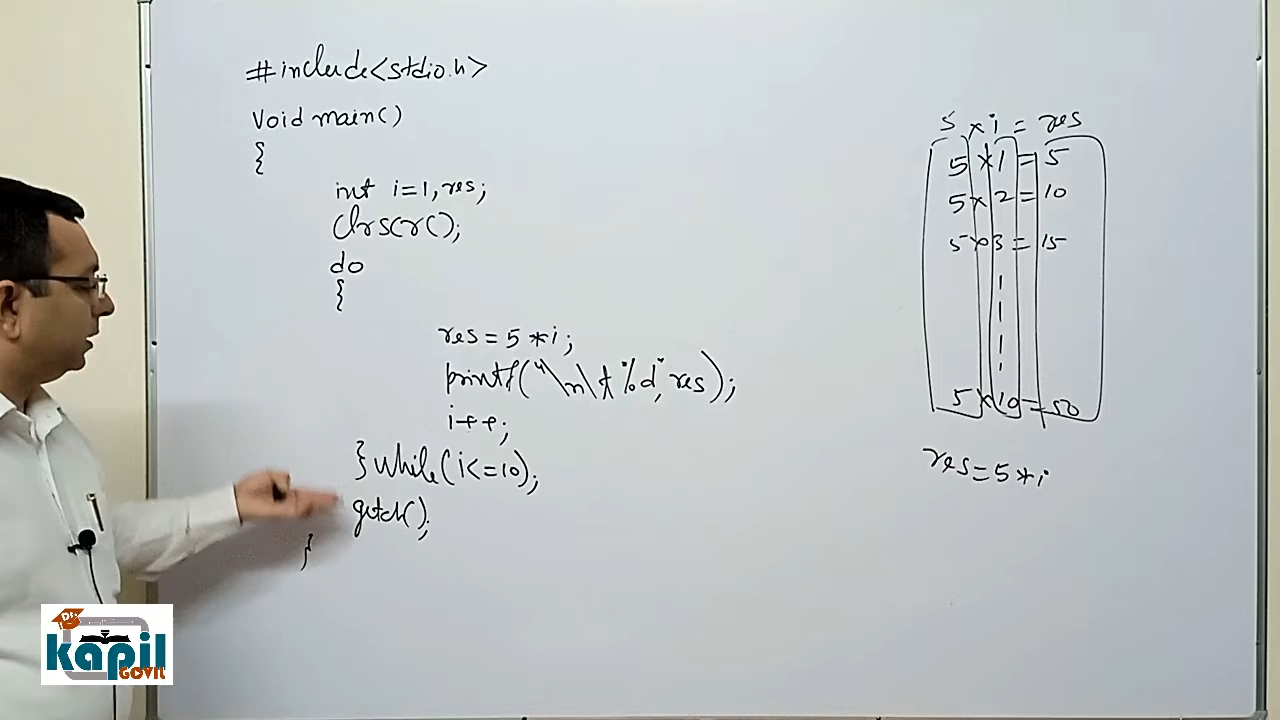 #include<stdio.h>
void main()
{
int i=1,res;
clrscr();
do
{
res=5*i;
printf("\n\t%d",res);
i++;
}while(i<=10);
getch();
}
5 x i = res
5 x 1 = 5
5 x 2 = 10
5 x 3 = 15
5 x 10 = 50
res=5*i
Dr.
kapil
GOVIL